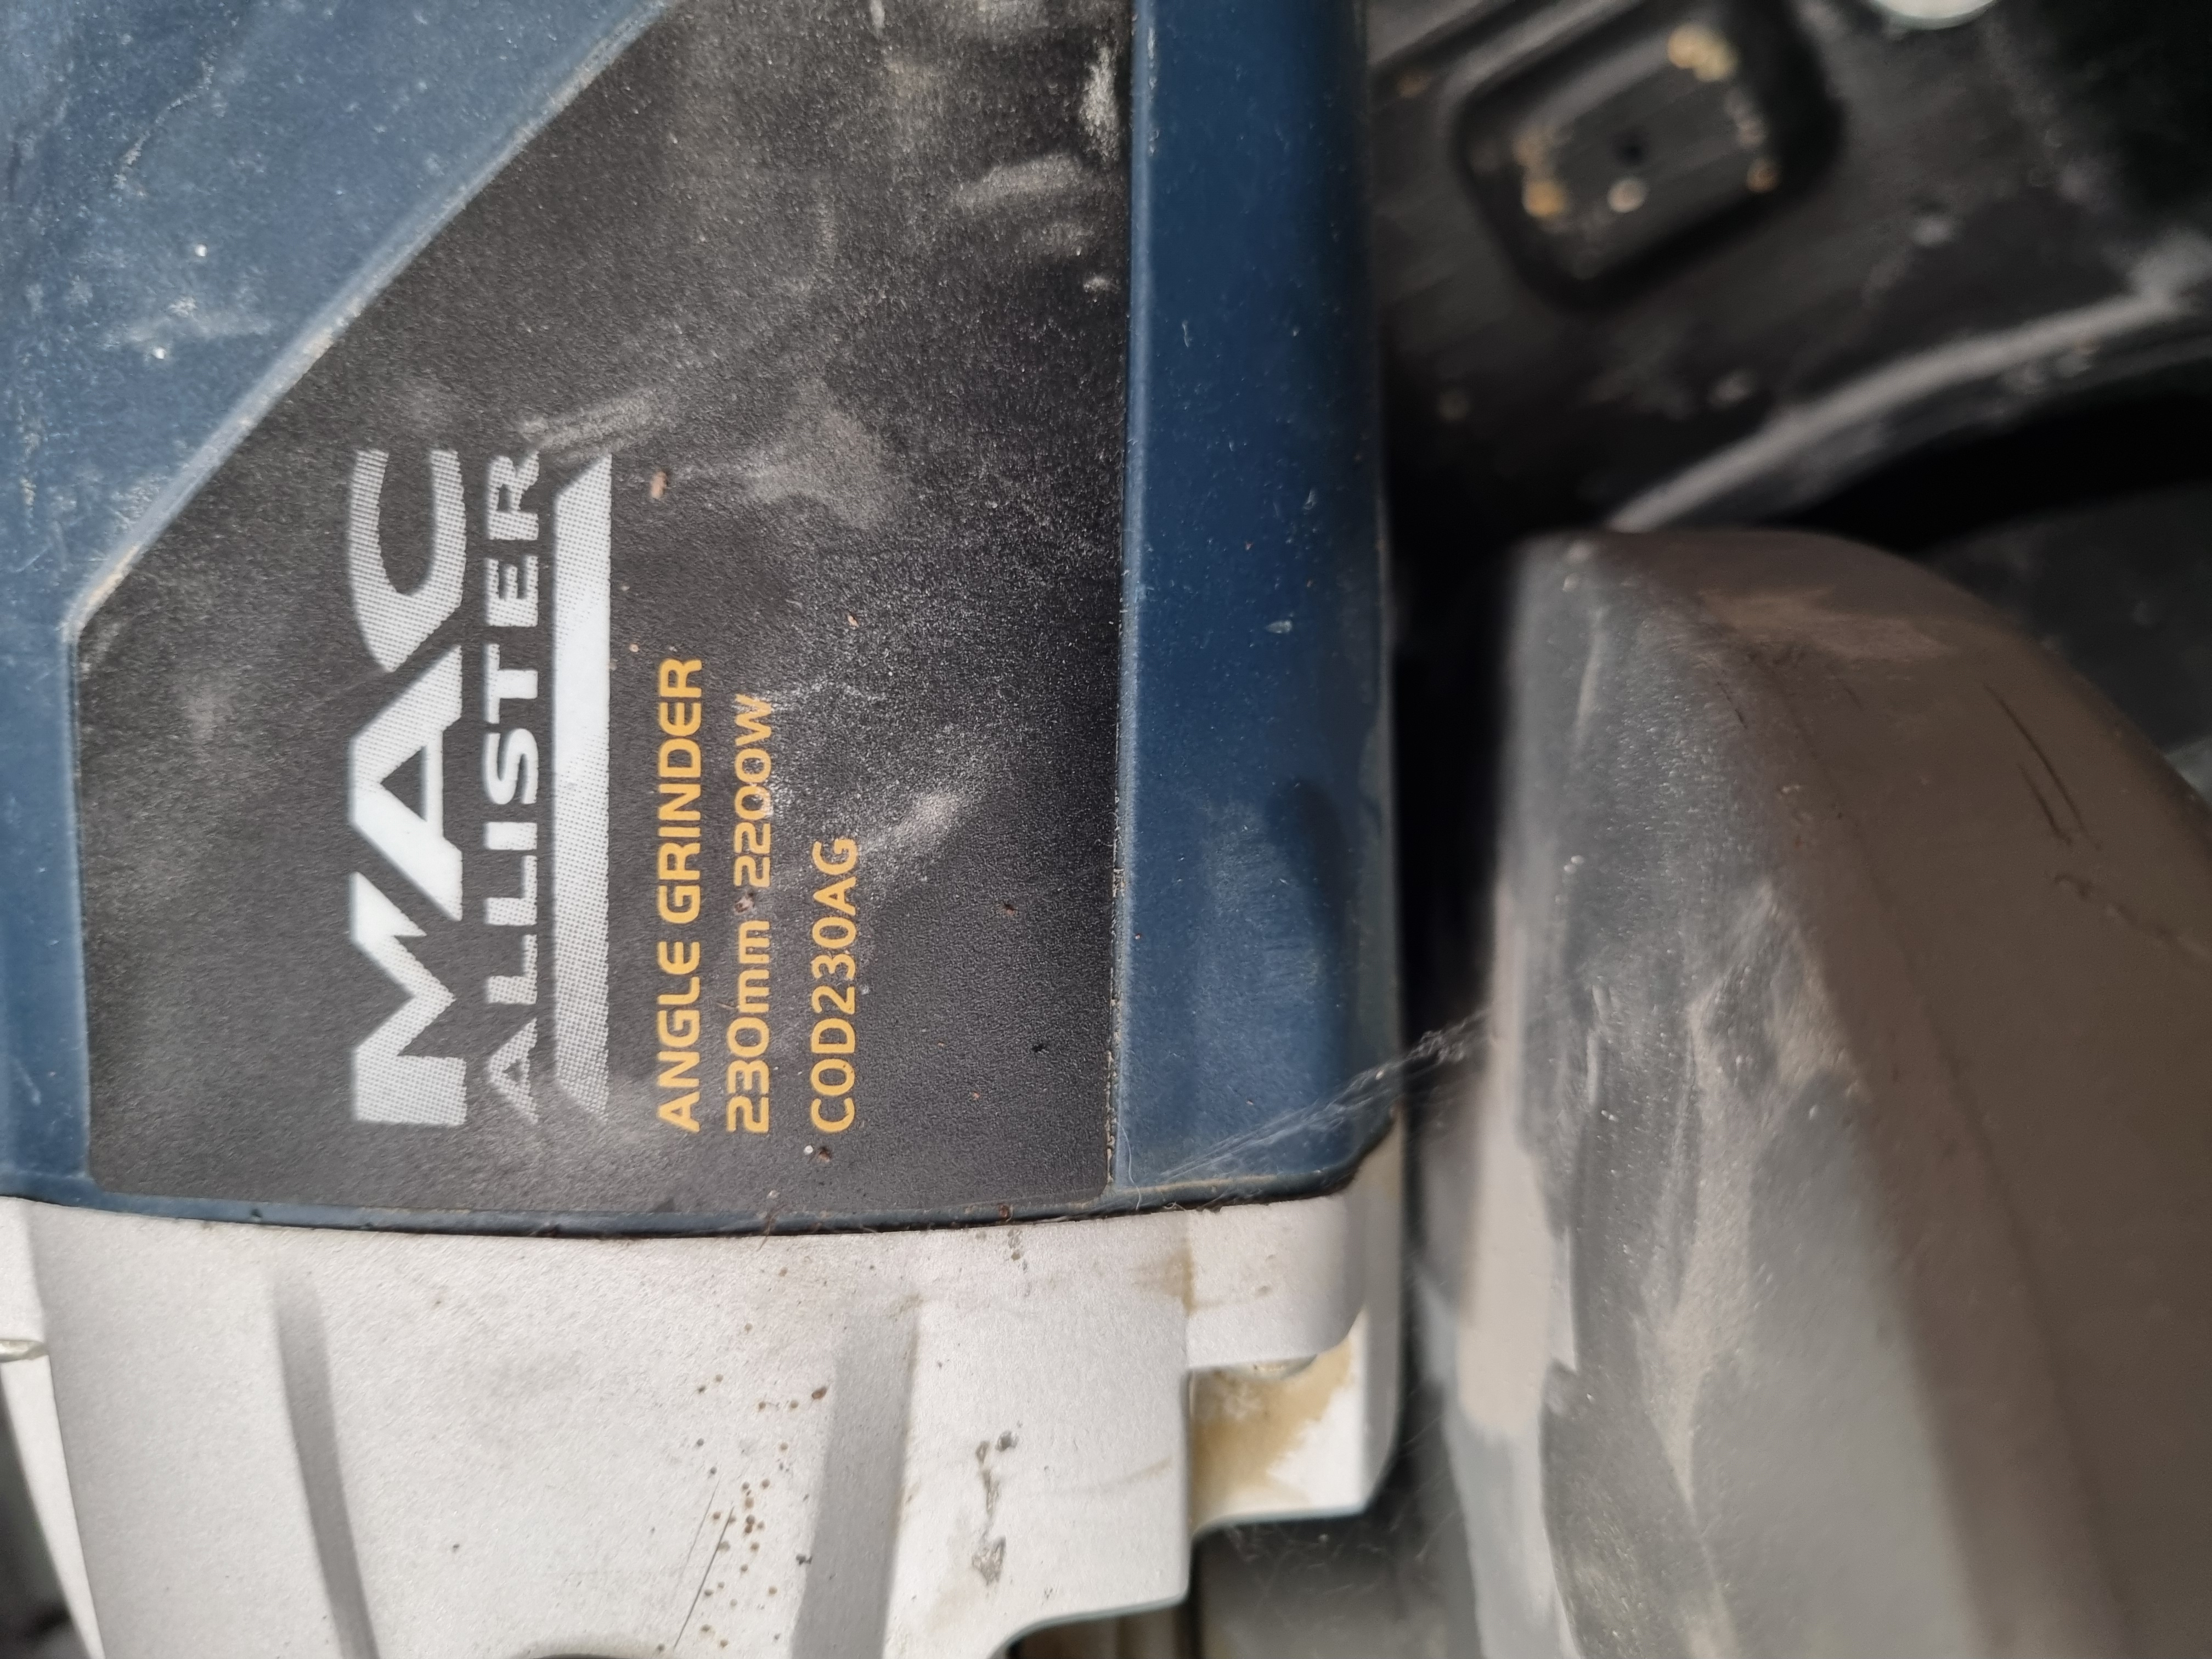 MAC
ALLISTER
ANGLE GRINDER
230mm 2200W
COD230AG